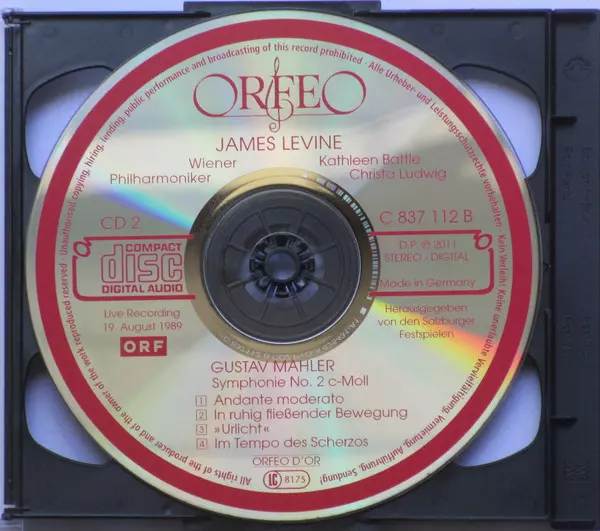 All rights of the producer and of the owner of the work reproduced reserved · Unauthorised copying, hiring, lending, public performance and broadcasting of this record prohibited · Alle Urheber- und Leistungsschutzrechte vorbehalten · Kein Verleih! Keine unerlaubte Vervielfältigung, Vermietung, Aufführung, Sendung!
ORFEO
JAMES LEVINE
Wiener
Philharmoniker
Kathleen Battle
Christa Ludwig
CD 2
C 837 112 B
COMPACT
disc
DIGITAL AUDIO
D.P. ℗ 2011
STEREO · DIGITAL
Made in Germany
Live Recording
19. August 1989
ORF
Herausgegeben
von den Salzburger
Festspielen
GUSTAV MAHLER
Symphonie No. 2 c-Moll
1 Andante moderato
2 In ruhig fließender Bewegung
3 »Urlicht«
4 Im Tempo des Scherzos
ORFEO D'OR
LC 8175